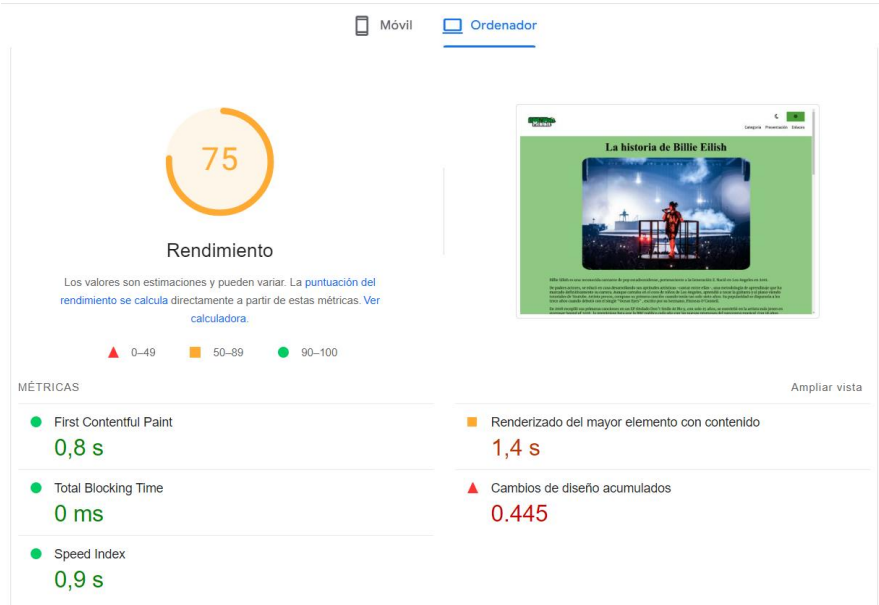 Móvil
Ordenador
75
Rendimiento
Los valores son estimaciones y pueden variar. La puntuación del
rendimiento se calcula directamente a partir de estas métricas. Ver
calculadora.
0–49
50–89
90–100
La historia de Billie Eilish
MÉTRICAS
Ampliar vista
First Contentful Paint
0,8 s
Renderizado del mayor elemento con contenido
1,4 s
Total Blocking Time
0 ms
Cambios de diseño acumulados
0.445
Speed Index
0,9 s